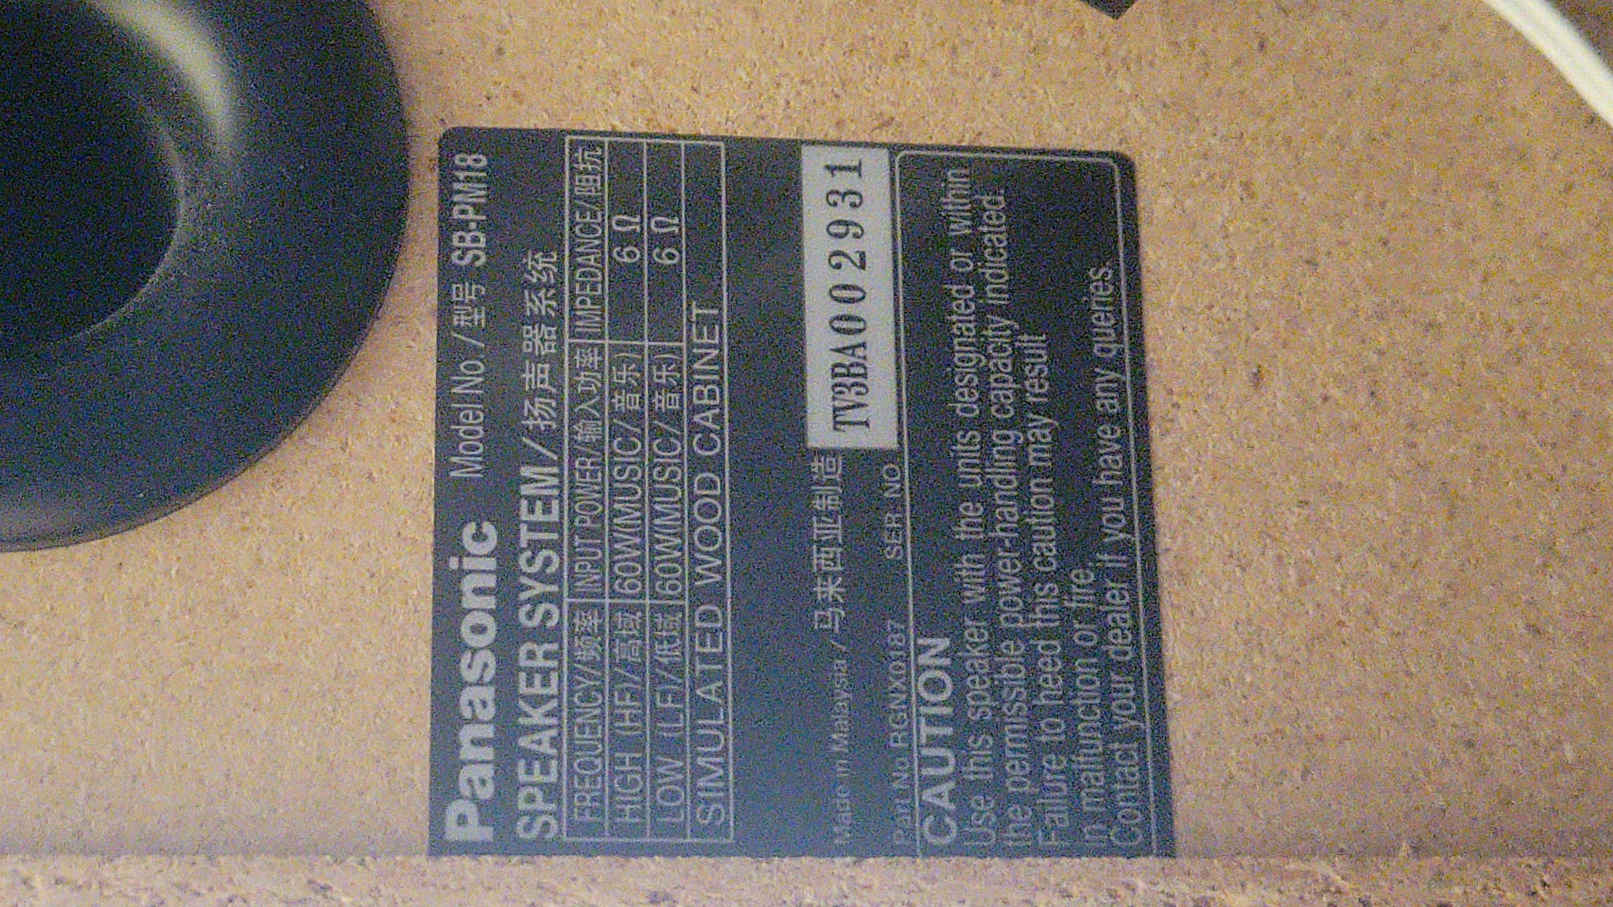 Panasonic Model No. / 型号 SB-PM18
SPEAKER SYSTEM / 扬声器系统
FREQUENCY/频率 INPUT POWER/输入功率 IMPEDANCE/阻抗
HIGH (HF)/高域 60W(MUSIC/音乐) 6 Ω
LOW (LF)/低域 60W(MUSIC/音乐) 6 Ω
SIMULATED WOOD CABINET
Made in Malaysia / 马来西亚制造
TV3BA002931
Part No. RGNX0187 SER NO.
CAUTION
Use this speaker with the units designated or within
the permissible power-handling capacity indicated.
Failure to heed this caution may result
in malfunction or fire.
Contact your dealer if you have any queries.